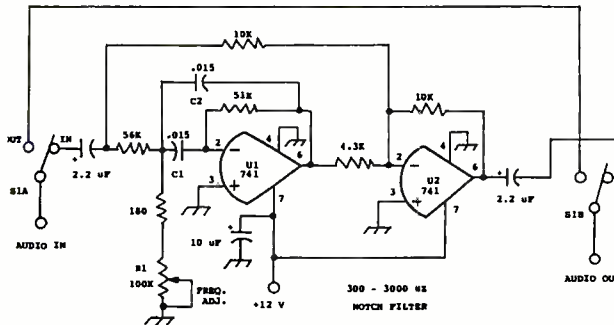 10K
.015
C2
51K
10K
OUT
IN
56K
.015
C1
2
4
6
U1
741
3
7
4.3K
2
4
6
U2
741
3
7
2.2 uF
2.2 uF
S1A
S1B
180
10 uF
AUDIO IN
R1
100K
FREQ.
ADJ.
+12 V
300 - 3000 HZ
NOTCH FILTER
AUDIO OU